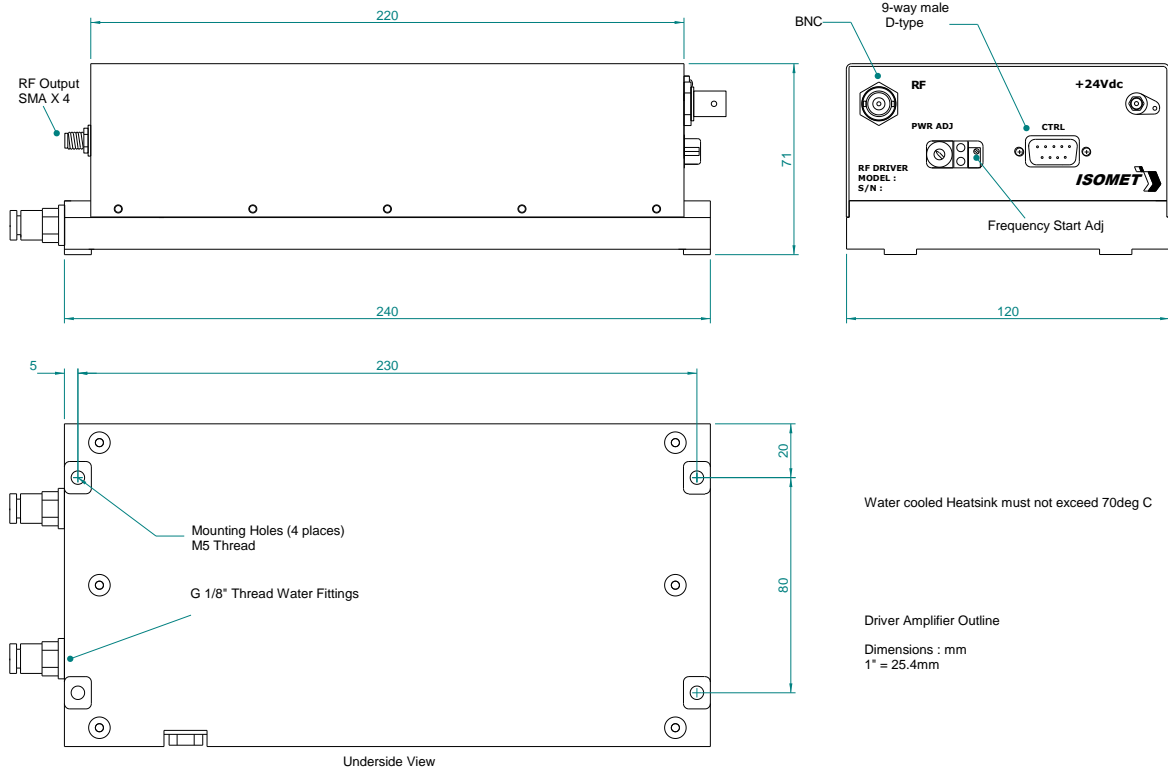 220
RF Output
SMA X 4
71
240
BNC
9-way male
D-type
RF
+24Vdc
PWR ADJ
CTRL
RF DRIVER
MODEL :
S/N :
ISOMET
Frequency Start Adj
120
5
230
20
80
Mounting Holes (4 places)
M5 Thread
G 1/8" Thread Water Fittings
Underside View
Water cooled Heatsink must not exceed 70deg C
Driver Amplifier Outline
Dimensions : mm
1" = 25.4mm